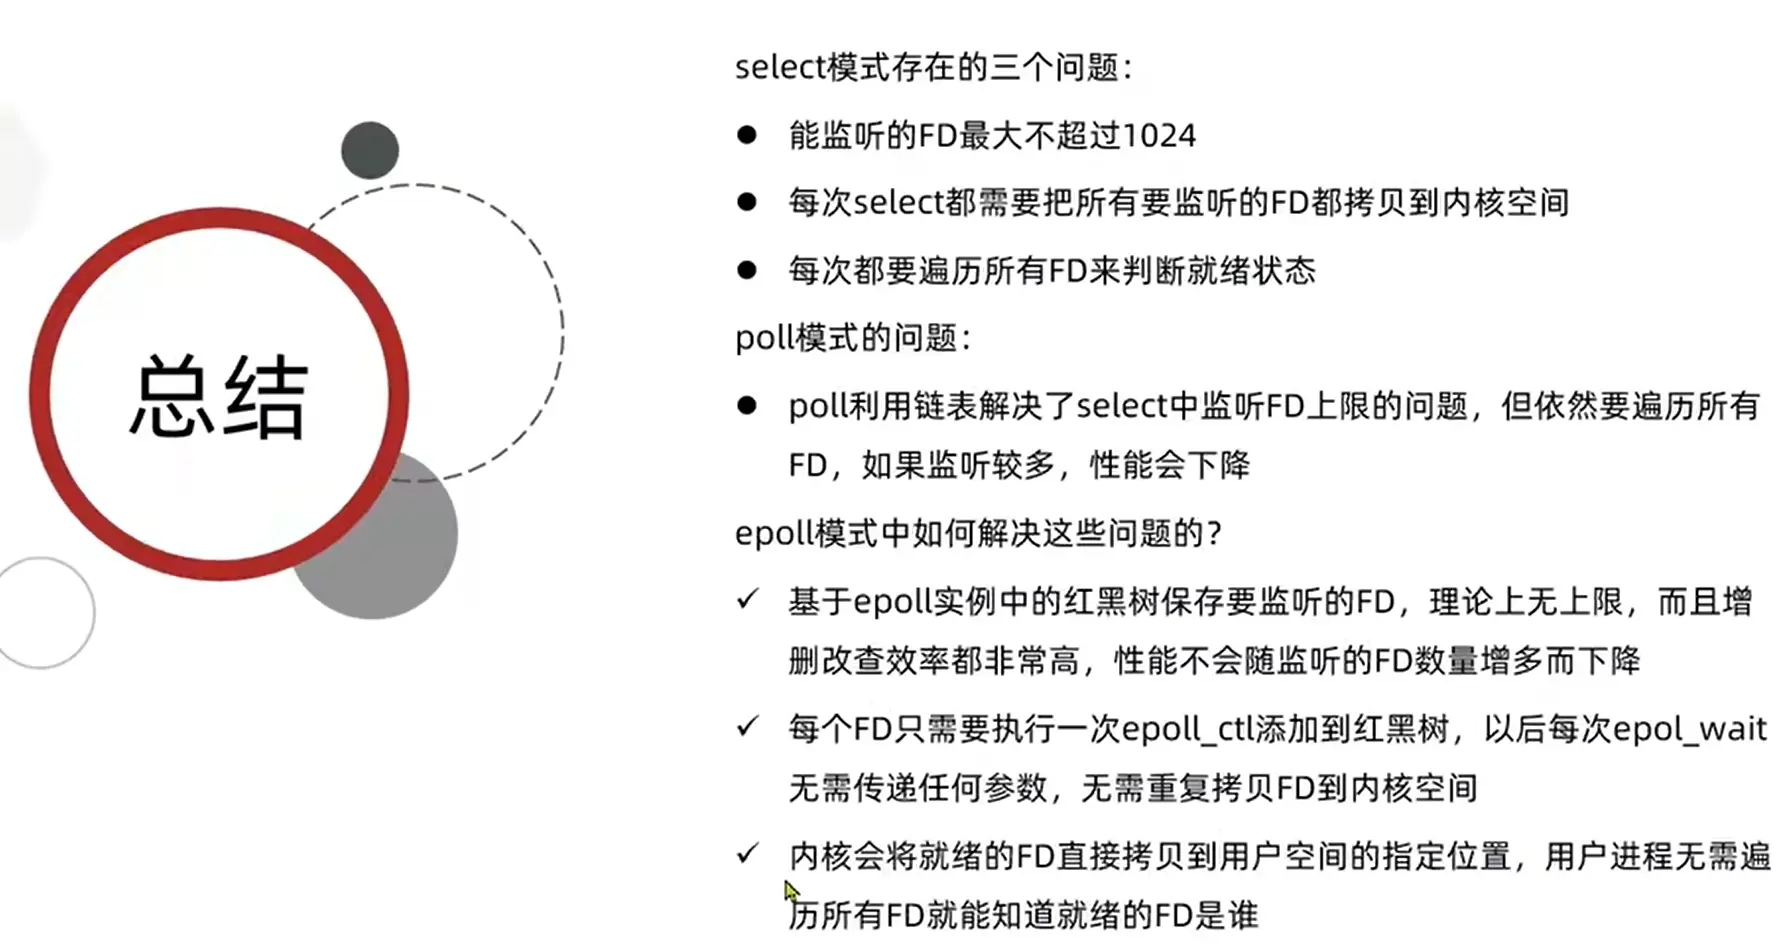 总结
select模式存在的三个问题：
● 能监听的FD最大不超过1024
● 每次select都需要把所有要监听的FD都拷贝到内核空间
● 每次都要遍历所有FD来判断就绪状态
poll模式的问题：
● poll利用链表解决了select中监听FD上限的问题，但依然要遍历所有
FD，如果监听较多，性能会下降
epoll模式中如何解决这些问题的？
✓ 基于epoll实例中的红黑树保存要监听的FD，理论上无上限，而且增
删改查效率都非常高，性能不会随监听的FD数量增多而下降
✓ 每个FD只需要执行一次epoll_ctl添加到红黑树，以后每次epol_wait
无需传递任何参数，无需重复拷贝FD到内核空间
✓ 内核会将就绪的FD直接拷贝到用户空间的指定位置，用户进程无需遍
历所有FD就能知道就绪的FD是谁